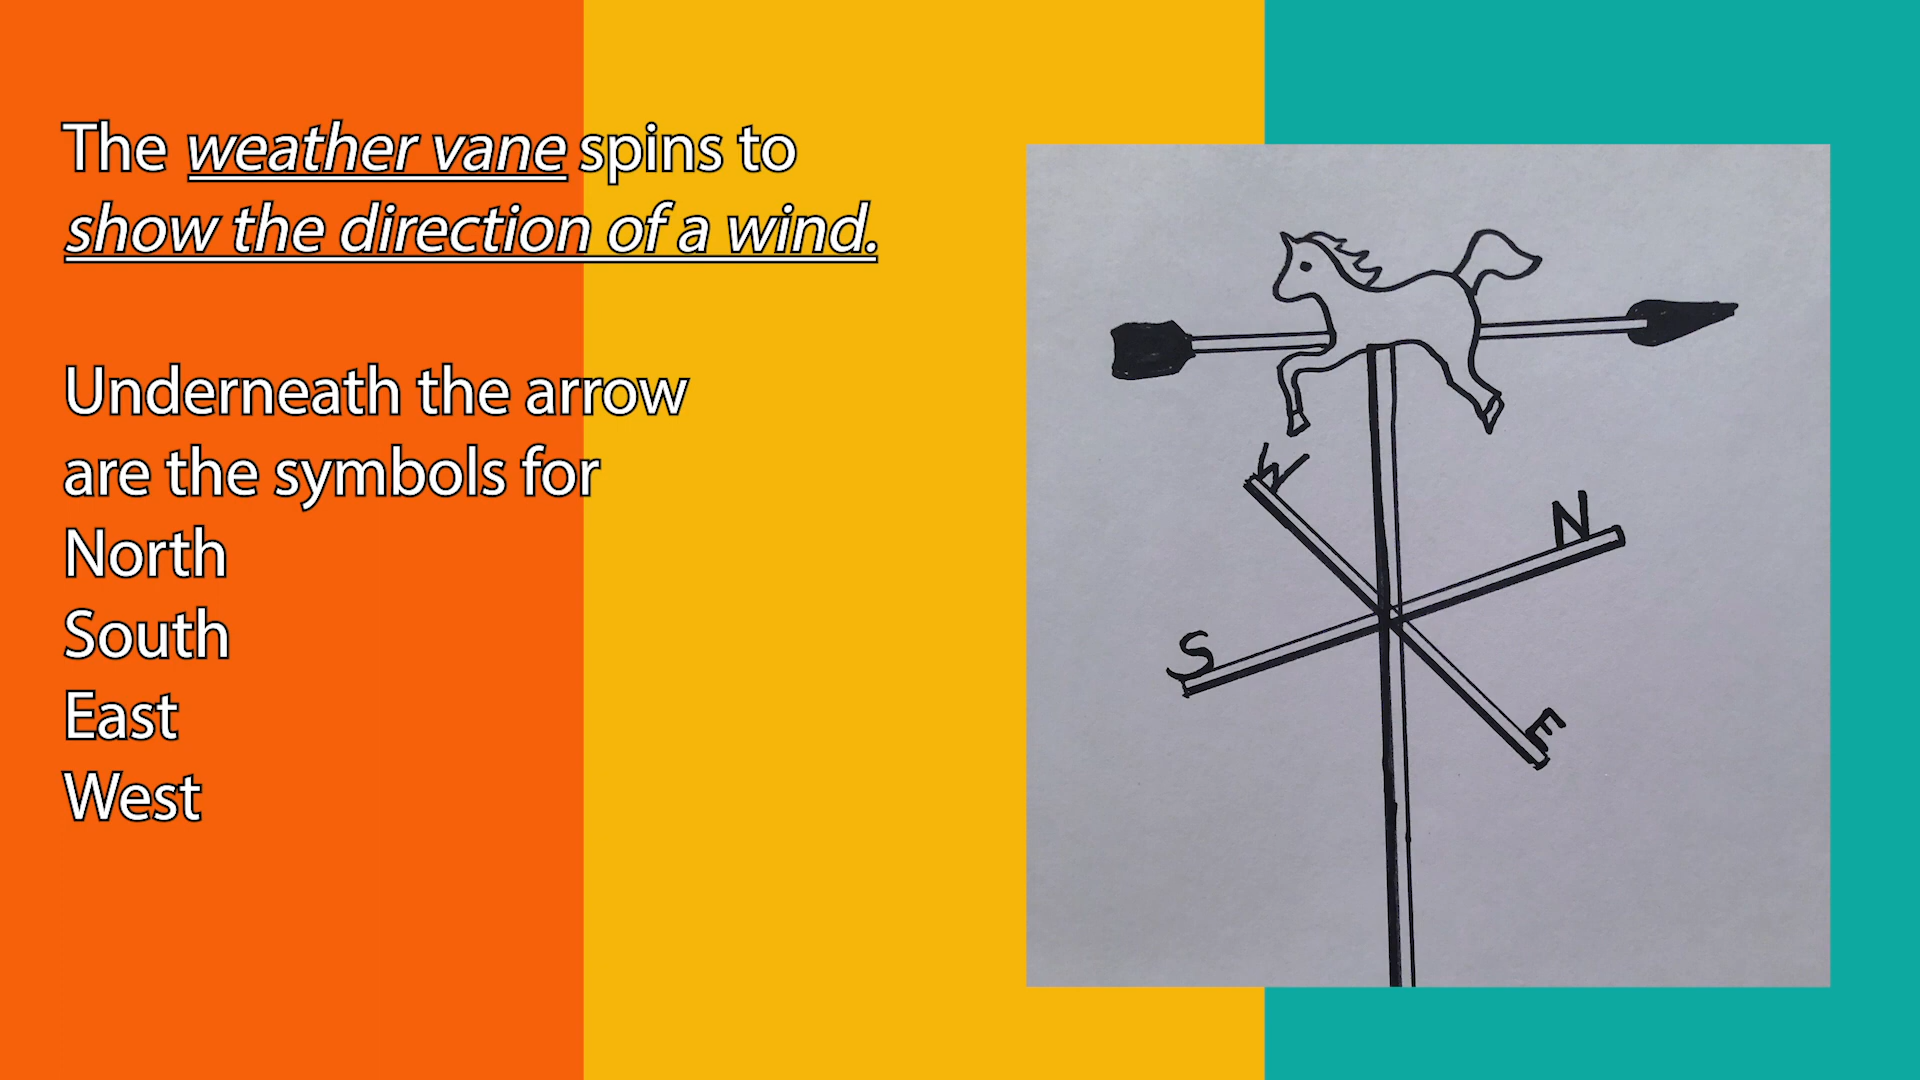 The weather vane spins to
show the direction of a wind.
Underneath the arrow
are the symbols for
North
South
East
West
W
N
S
E